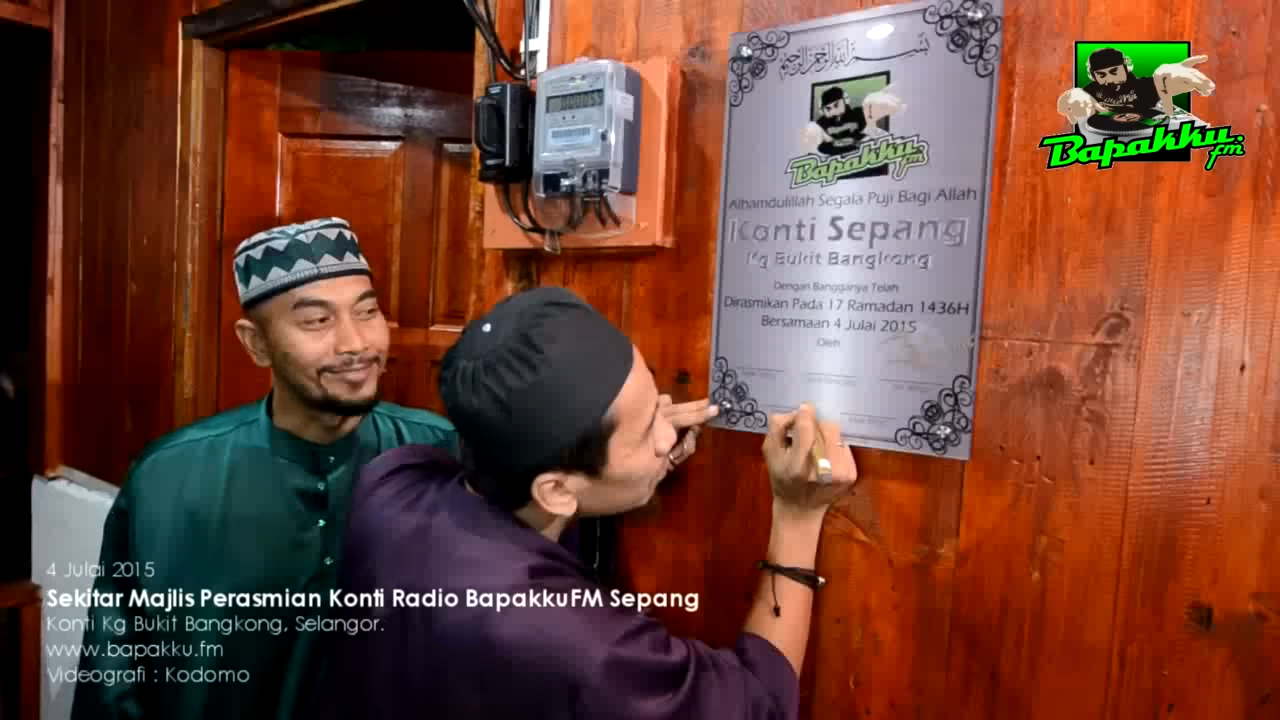 بسم الله الرحمن الرحيم
Bapakku.fm
Bapakku fm
Alhamdulillah Segala Puji Bagi Allah
Konti Sepang
Kg Bukit Bangkong
Dengan Bangganya Telah
Dirasmikan Pada 17 Ramadan 1436H
Bersamaan 4 Julai 2015
Oleh
4 Julai 2015
Sekitar Majlis Perasmian Konti Radio BapakkuFM Sepang
Konti Kg Bukit Bangkong, Selangor.
www.bapakku.fm
Videografi : Kodomo